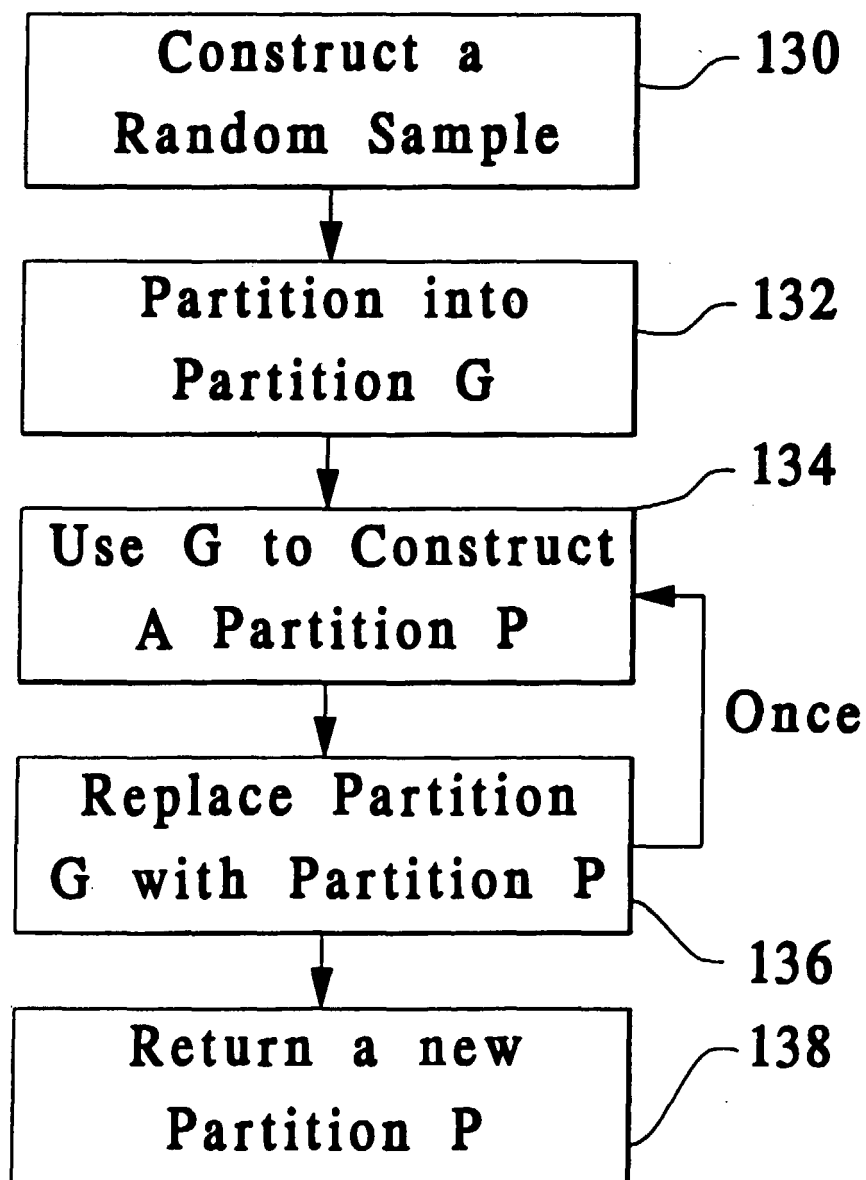 Construct a
Random Sample
130
Partition into
Partition G
132
134
Use G to Construct
A Partition P
Once
Replace Partition
G with Partition P
136
Return a new
Partition P
138